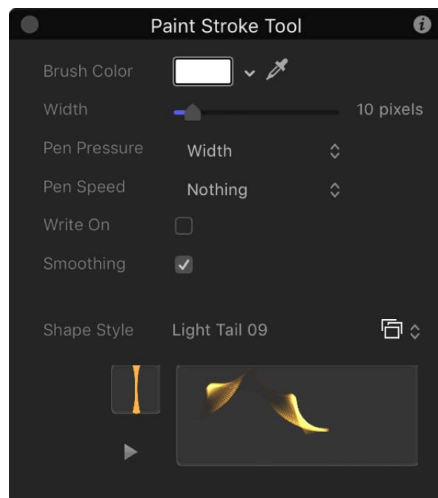 Paint Stroke Tool
Brush Color
Width 10 pixels
Pen Pressure Width
Pen Speed Nothing
Write On
Smoothing
Shape Style Light Tail 09